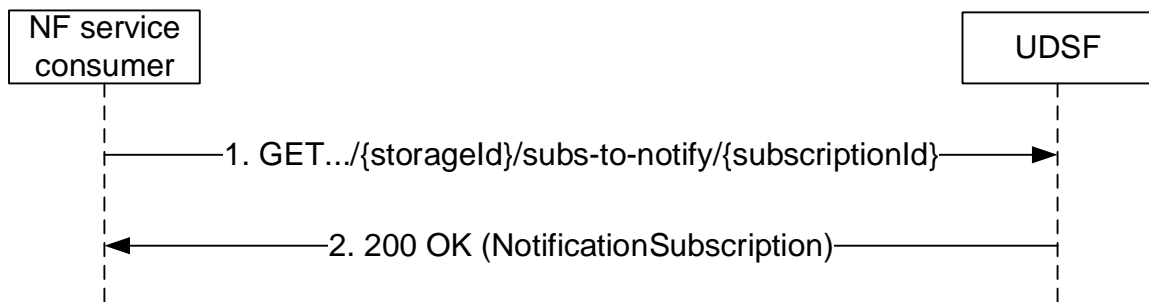 NF service
consumer
UDSF
1. GET.../{storageId}/subs-to-notify/{subscriptionId}
2. 200 OK (NotificationSubscription)